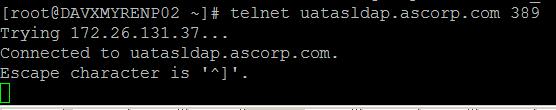 [root@DAVXMYRENP02 ~]# telnet uatasldap.ascorp.com 389
Trying 172.26.131.37...
Connected to uatasldap.ascorp.com.
Escape character is '^]'.